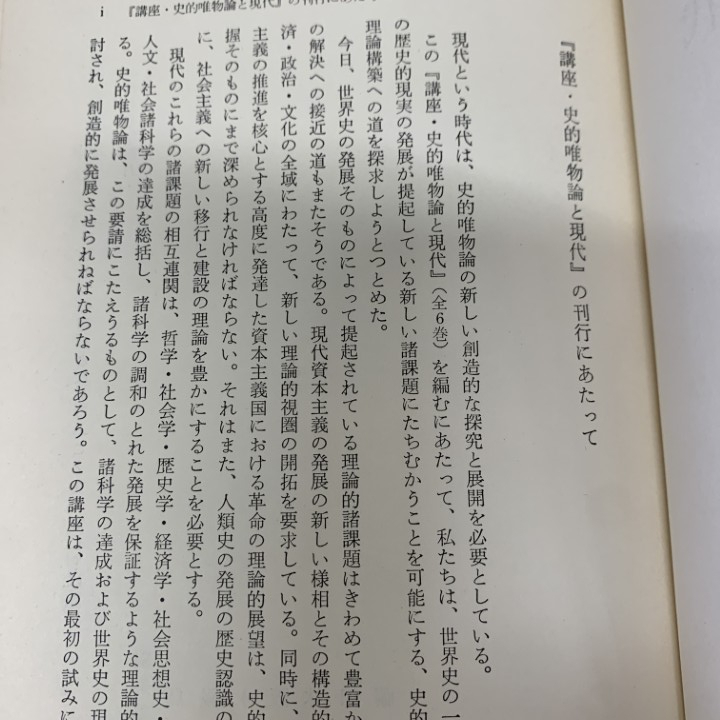 『講座・史的唯物論と現代』の刊行にあたって
現代という時代は、史的唯物論の新しい創造的な探究と展開を必要としている。
この『講座・史的唯物論と現代』（全6巻）を編むにあたって、私たちは、世界史の一
の歴史的現実の発展が提起している新しい諸課題にたちむかうことを可能にする、史的
理論構築への道を探求しようとつとめた。
今日、世界史の発展そのものによって提起されている理論的諸課題はきわめて豊富か
の解決への接近の道もまたそうである。現代資本主義の発展の新しい様相とその構造的
済・政治・文化の全域にわたって、新しい理論的視圏の開拓を要求している。同時に、
主義の推進を核心とする高度に発達した資本主義国における革命の理論的展望は、史的
握そのものにまで深められなければならない。それはまた、人類史の発展の歴史認識の
に、社会主義への新しい移行と建設の理論を豊かにすることを必要とする。
現代のこれらの諸課題の相互連関は、哲学・社会学・歴史学・経済学・社会思想史・
人文・社会諸科学の達成を総括し、諸科学の調和のとれた発展を保証するような理論的
る。史的唯物論は、この要請にこたえうるものとして、諸科学の達成および世界史の現
討され、創造的に発展させられねばならないであろう。この講座は、その最初の試みに
i
『講座・史的唯物論と現代』の刊行にあた